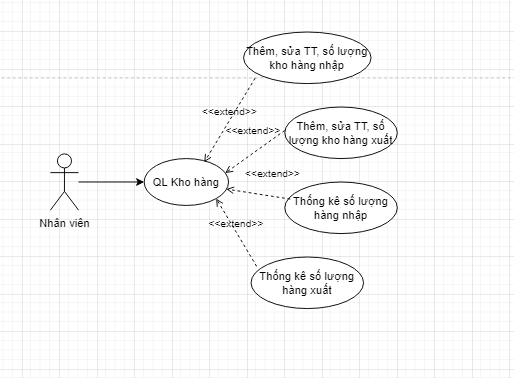 Thêm, sửa TT, số lượng
kho hàng nhập
<<extend>>
<<extend>>
Thêm, sửa TT, số
lượng kho hàng xuất
QL Kho hàng
<<extend>>
Thống kê số lượng
hàng nhập
Nhân viên
<<extend>>
Thống kê số lượng
hàng xuất